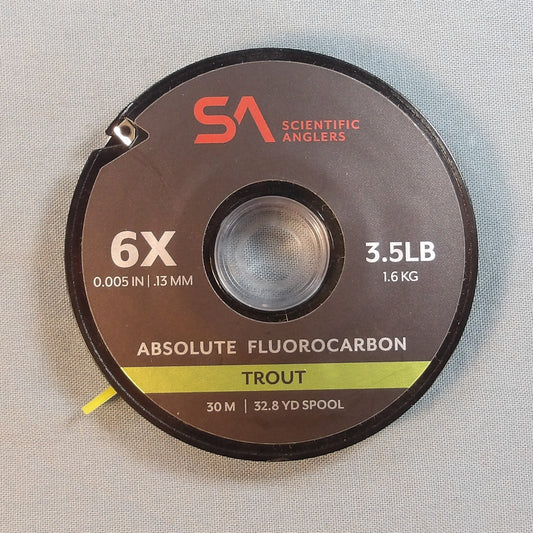 SA SCIENTIFIC
ANGLERS
6X
0.005 IN | .13 MM
3.5LB
1.6 KG
ABSOLUTE FLUOROCARBON
TROUT
30 M | 32.8 YD SPOOL